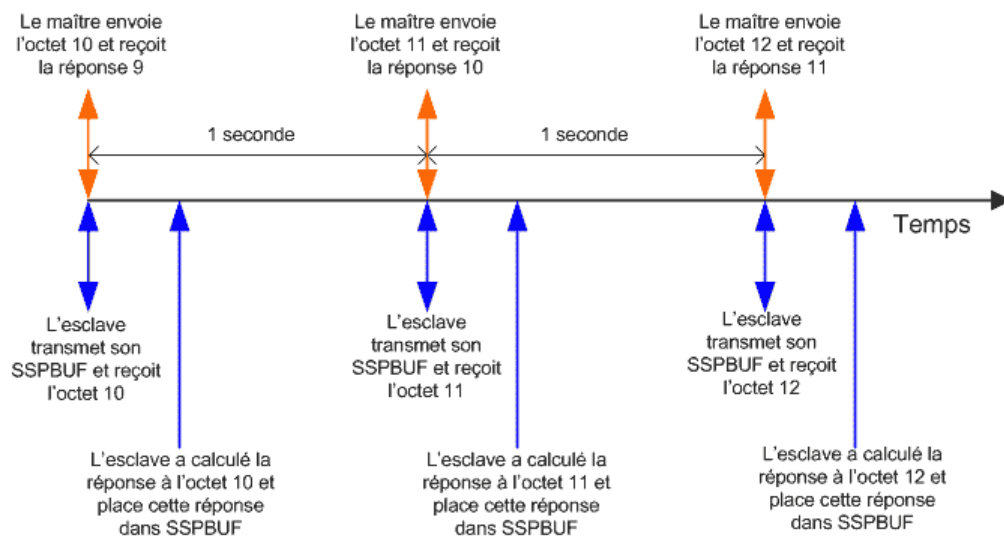 Le maître envoie
l'octet 10 et reçoit
la réponse 9
Le maître envoie
l'octet 11 et reçoit
la réponse 10
Le maître envoie
l'octet 12 et reçoit
la réponse 11
1 seconde
1 seconde
Temps
L'esclave
transmet son
SSPBUF et reçoit
l'octet 10
L'esclave
transmet son
SSPBUF et reçoit
l'octet 11
L'esclave
transmet son
SSPBUF et reçoit
l'octet 12
L'esclave a calculé la
réponse à l'octet 10 et
place cette réponse
dans SSPBUF
L'esclave a calculé la
réponse à l'octet 11 et
place cette réponse
dans SSPBUF
L'esclave a calculé la
réponse à l'octet 12 et
place cette réponse
dans SSPBUF